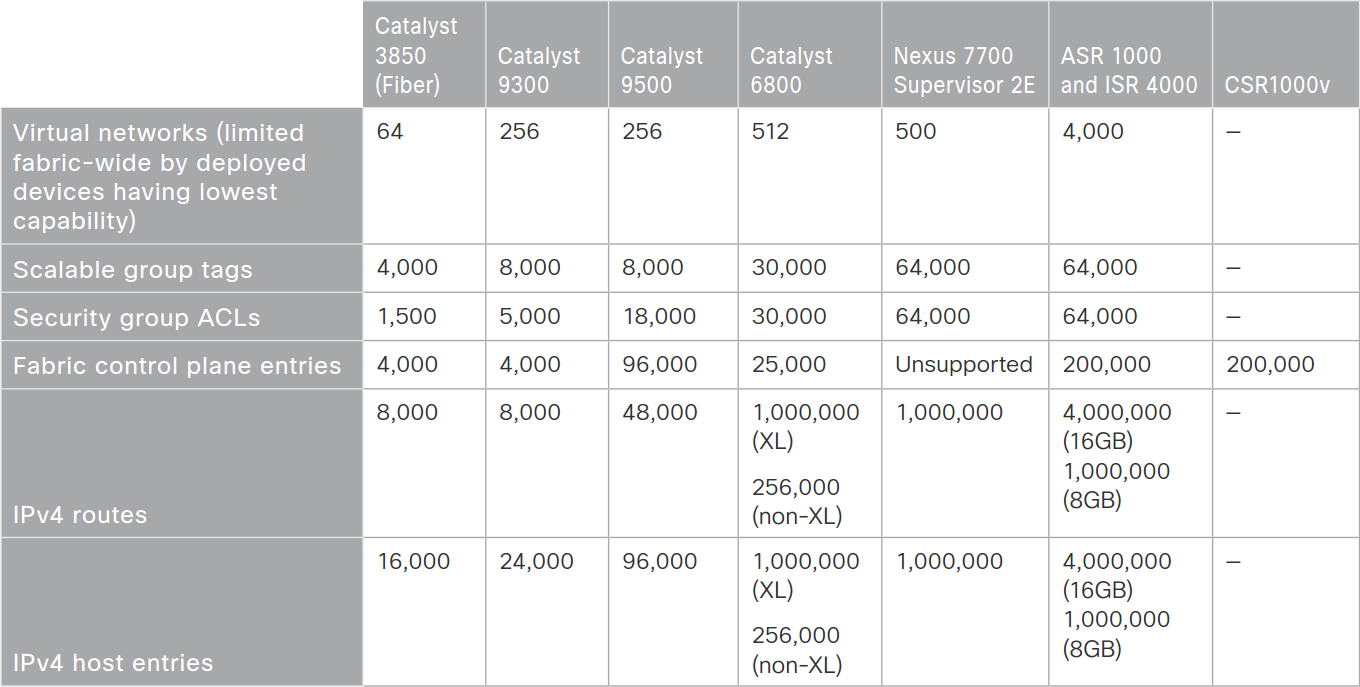 Catalyst
3850
(Fiber)
Catalyst
9300
Catalyst
9500
Catalyst
6800
Nexus 7700
Supervisor 2E
ASR 1000
and ISR 4000
CSR1000v
Virtual networks (limited
fabric-wide by deployed
devices having lowest
capability)
64
256
256
512
500
4,000
—
Scalable group tags
4,000
8,000
8,000
30,000
64,000
64,000
—
Security group ACLs
1,500
5,000
18,000
30,000
64,000
64,000
—
Fabric control plane entries
4,000
4,000
96,000
25,000
Unsupported
200,000
200,000
IPv4 routes
8,000
8,000
48,000
1,000,000
(XL)
256,000
(non-XL)
1,000,000
4,000,000
(16GB)
1,000,000
(8GB)
—
IPv4 host entries
16,000
24,000
96,000
1,000,000
(XL)
256,000
(non-XL)
1,000,000
4,000,000
(16GB)
1,000,000
(8GB)
—